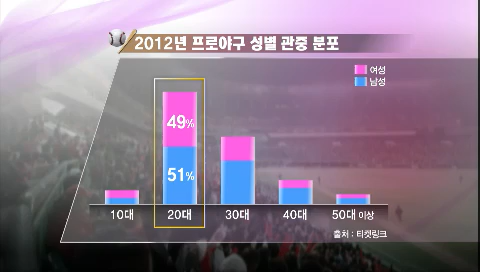 2012년 프로야구 성별 관중 분포
여성
남성
49%
51%
10대 20대 30대 40대 50대 이상
출처 : 티켓링크